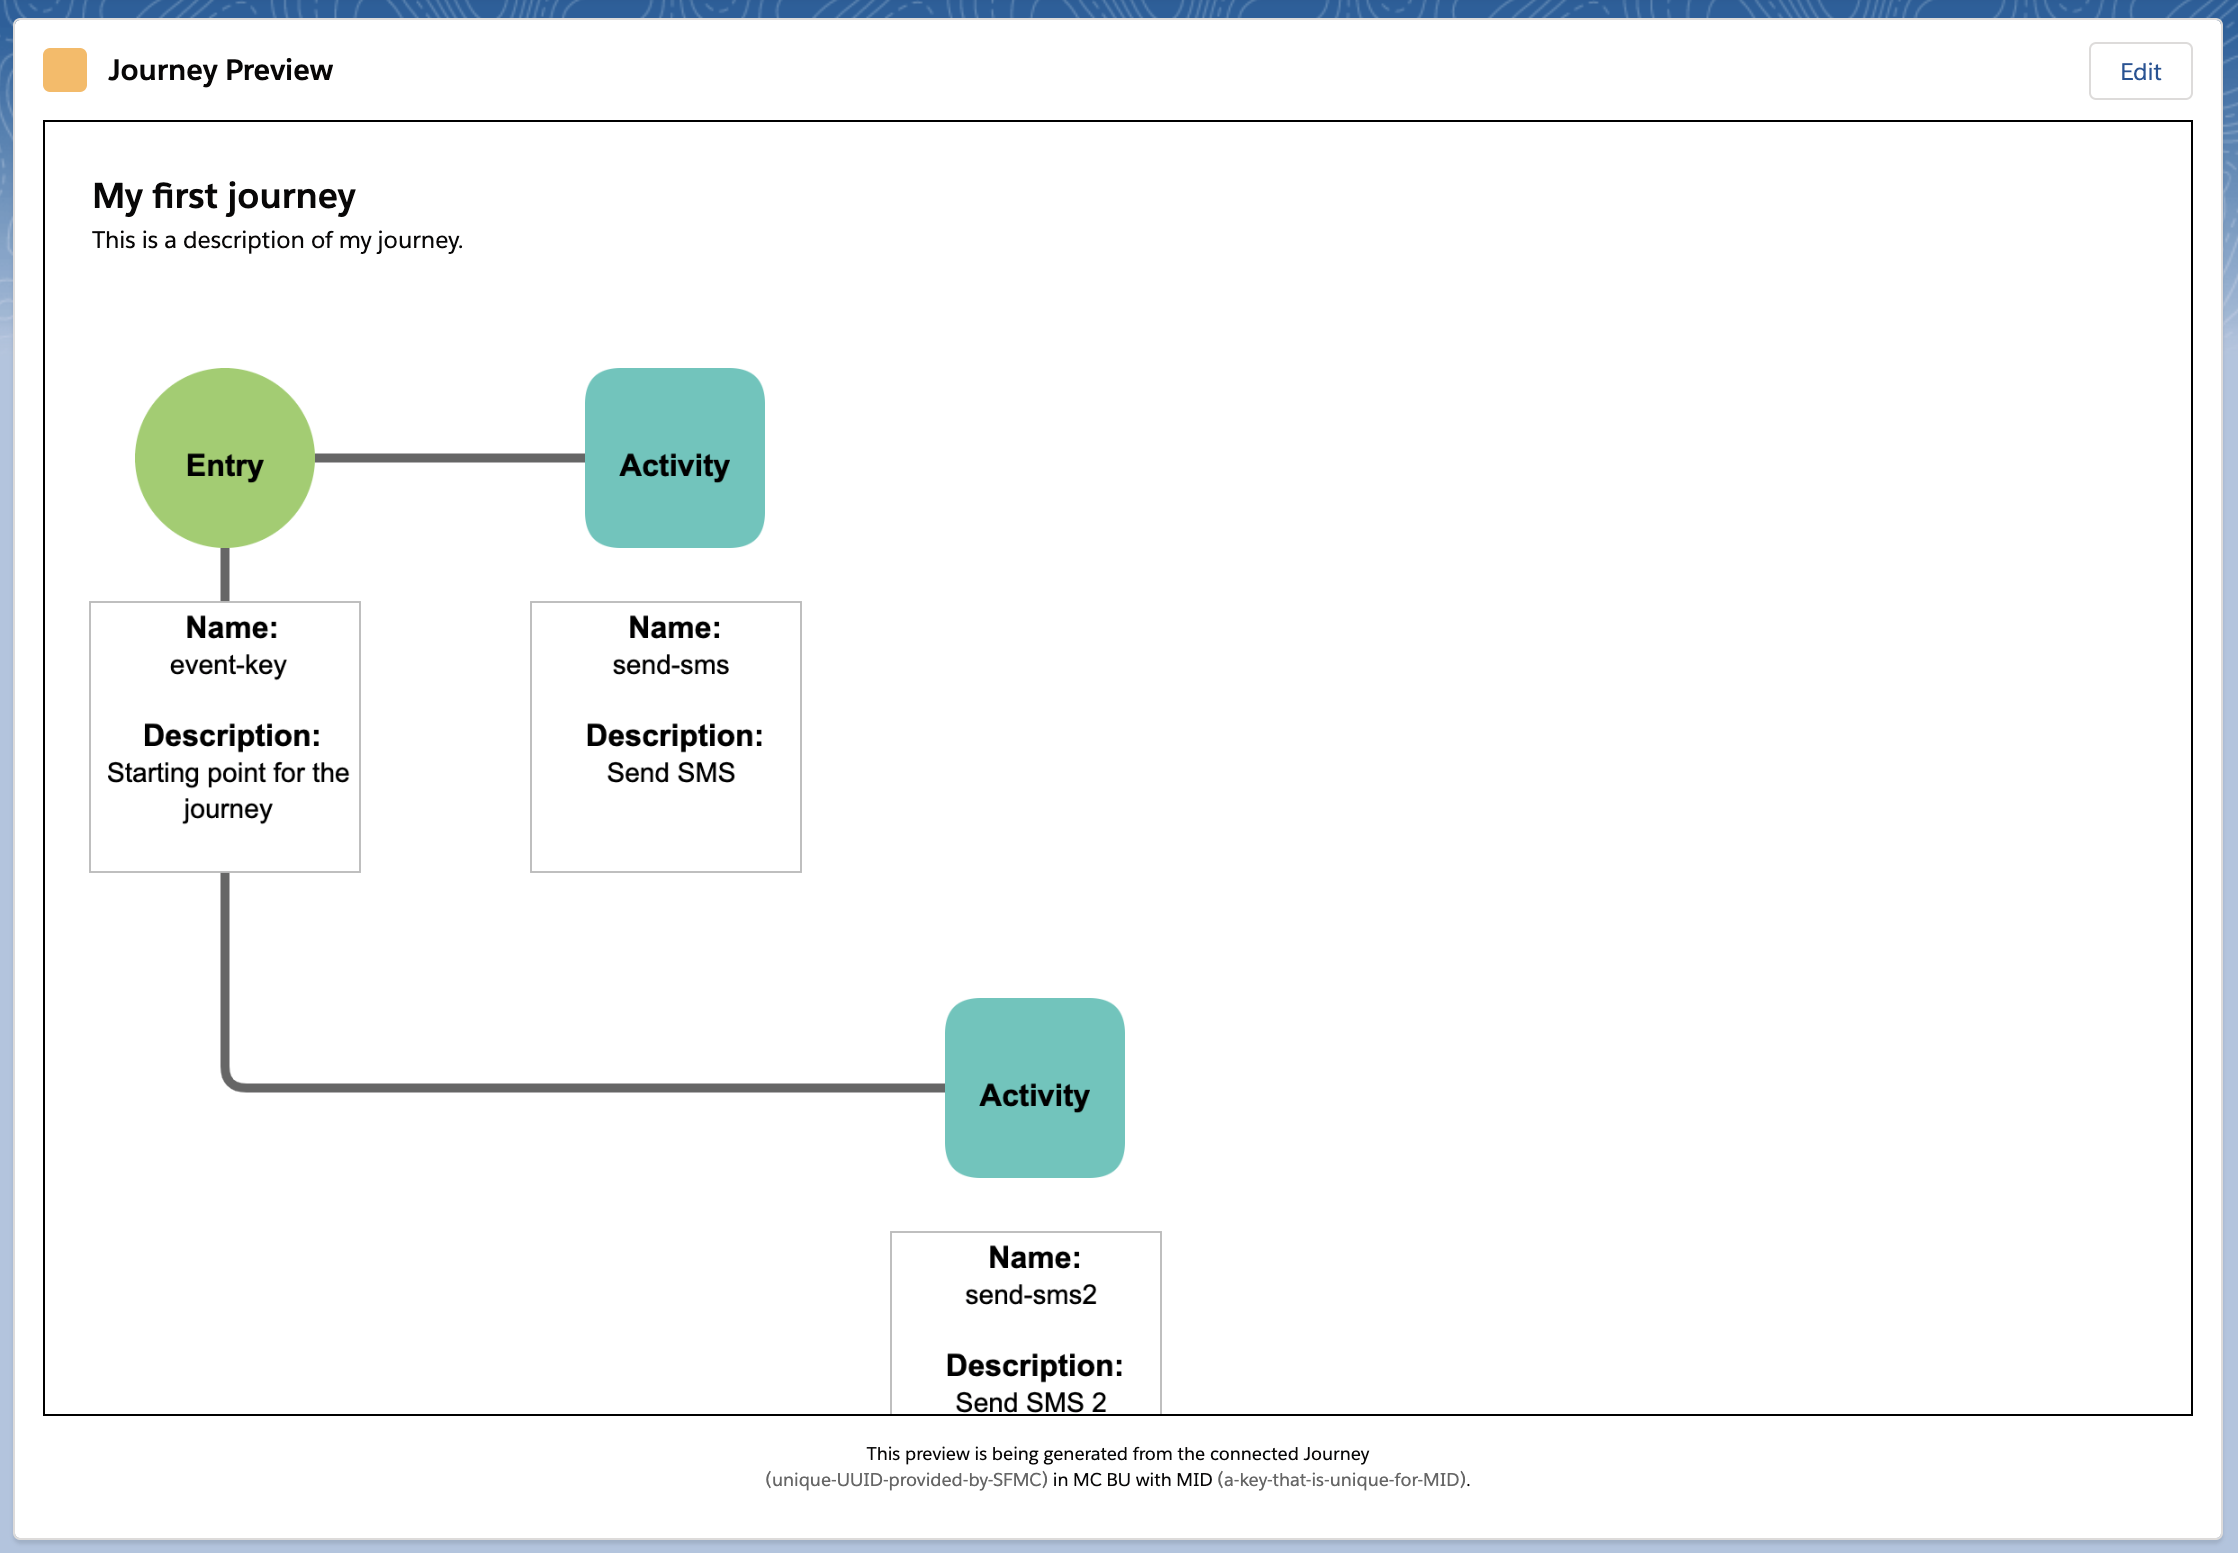 Journey Preview
Edit
My first journey
This is a description of my journey.
Entry
Activity
Name:
event-key
Description:
Starting point for the
journey
Name:
send-sms
Description:
Send SMS
Activity
Name:
send-sms2
Description:
Send SMS 2
This preview is being generated from the connected Journey
(unique-UUID-provided-by-SFMC) in MC BU with MID (a-key-that-is-unique-for-MID).